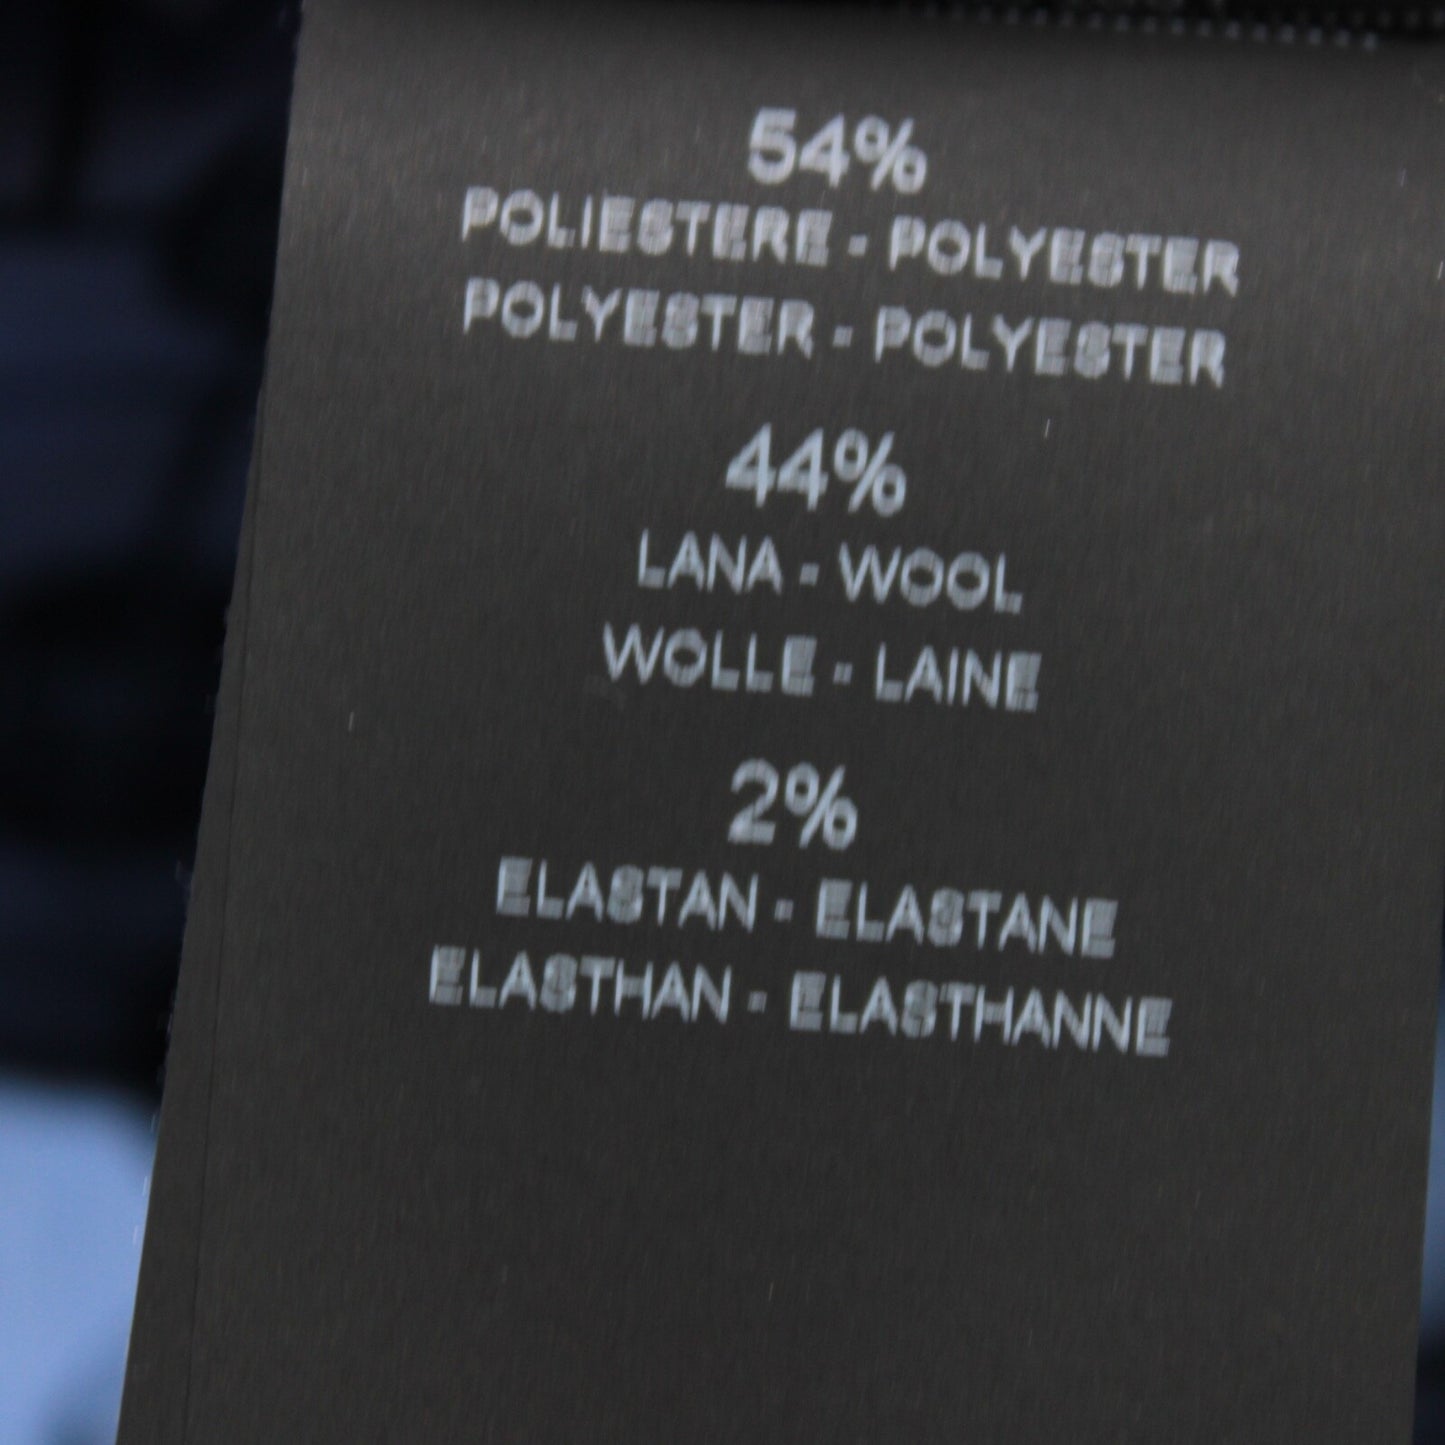 54%
POLIESTERE - POLYESTER
POLYESTER - POLYESTER
44%
LANA - WOOL
WOLLE - LAINE
2%
ELASTAN - ELASTANE
ELASTHAN - ELASTHANNE